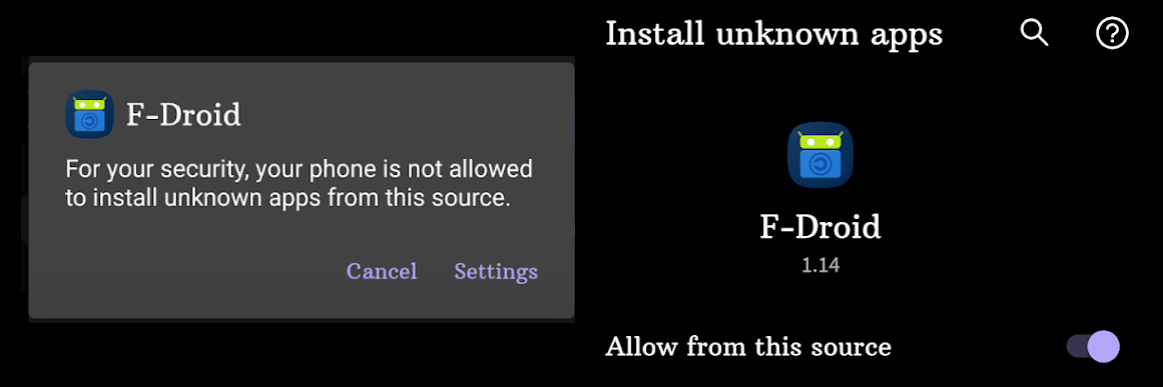 F-Droid
For your security, your phone is not allowed
to install unknown apps from this source.
Cancel Settings
Install unknown apps
F-Droid
1.14
Allow from this source